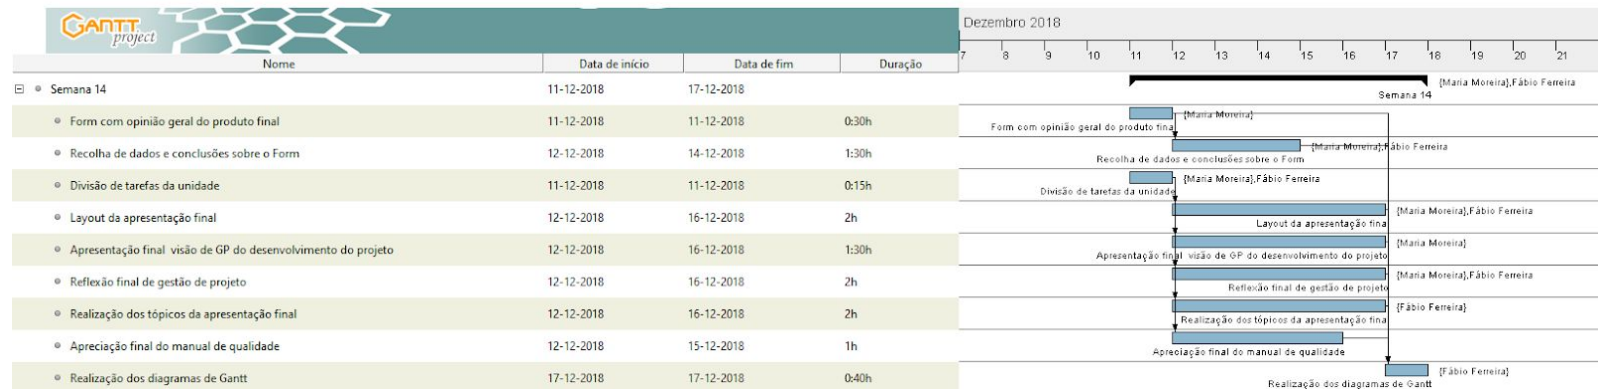 GANTT project
Dezembro 2018
7 8 9 10 11 12 13 14 15 16 17 18 19 20 21
Nome Data de início Data de fim Duração
Semana 14 11-12-2018 17-12-2018
{Maria Moreira},Fábio Ferreira
Semana 14
Form com opinião geral do produto final 11-12-2018 11-12-2018 0:30h
{Maria Moreira}
Form com opinião geral do produto fina
Recolha de dados e conclusões sobre o Form 12-12-2018 14-12-2018 1:30h
{Maria Moreira},Fábio Ferreira
Recolha de dados e conclusões sobre o Form
Divisão de tarefas da unidade 11-12-2018 11-12-2018 0:15h
{Maria Moreira},Fábio Ferreira
Divisão de tarefas da unidade
Layout da apresentação final 12-12-2018 16-12-2018 2h
{Maria Moreira},Fábio Ferreira
Layout da apresentação fina
Apresentação final visão de GP do desenvolvimento do projeto 12-12-2018 16-12-2018 1:30h
{Maria Moreira}
Apresentação final visão de GP do desenvolvimento do projeto
Reflexão final de gestão de projeto 12-12-2018 16-12-2018 2h
{Maria Moreira},Fábio Ferreira
Reflexão final de gestão de projeto
Realização dos tópicos da apresentação final 12-12-2018 16-12-2018 2h
{Fábio Ferreira}
Realização dos tópicos da apresentação fina
Apreciação final do manual de qualidade 12-12-2018 15-12-2018 1h
Apreciação final do manual de qualidade
Realização dos diagramas de Gantt 17-12-2018 17-12-2018 0:40h
{Fábio Ferreira}
Realização dos diagramas de Gantt